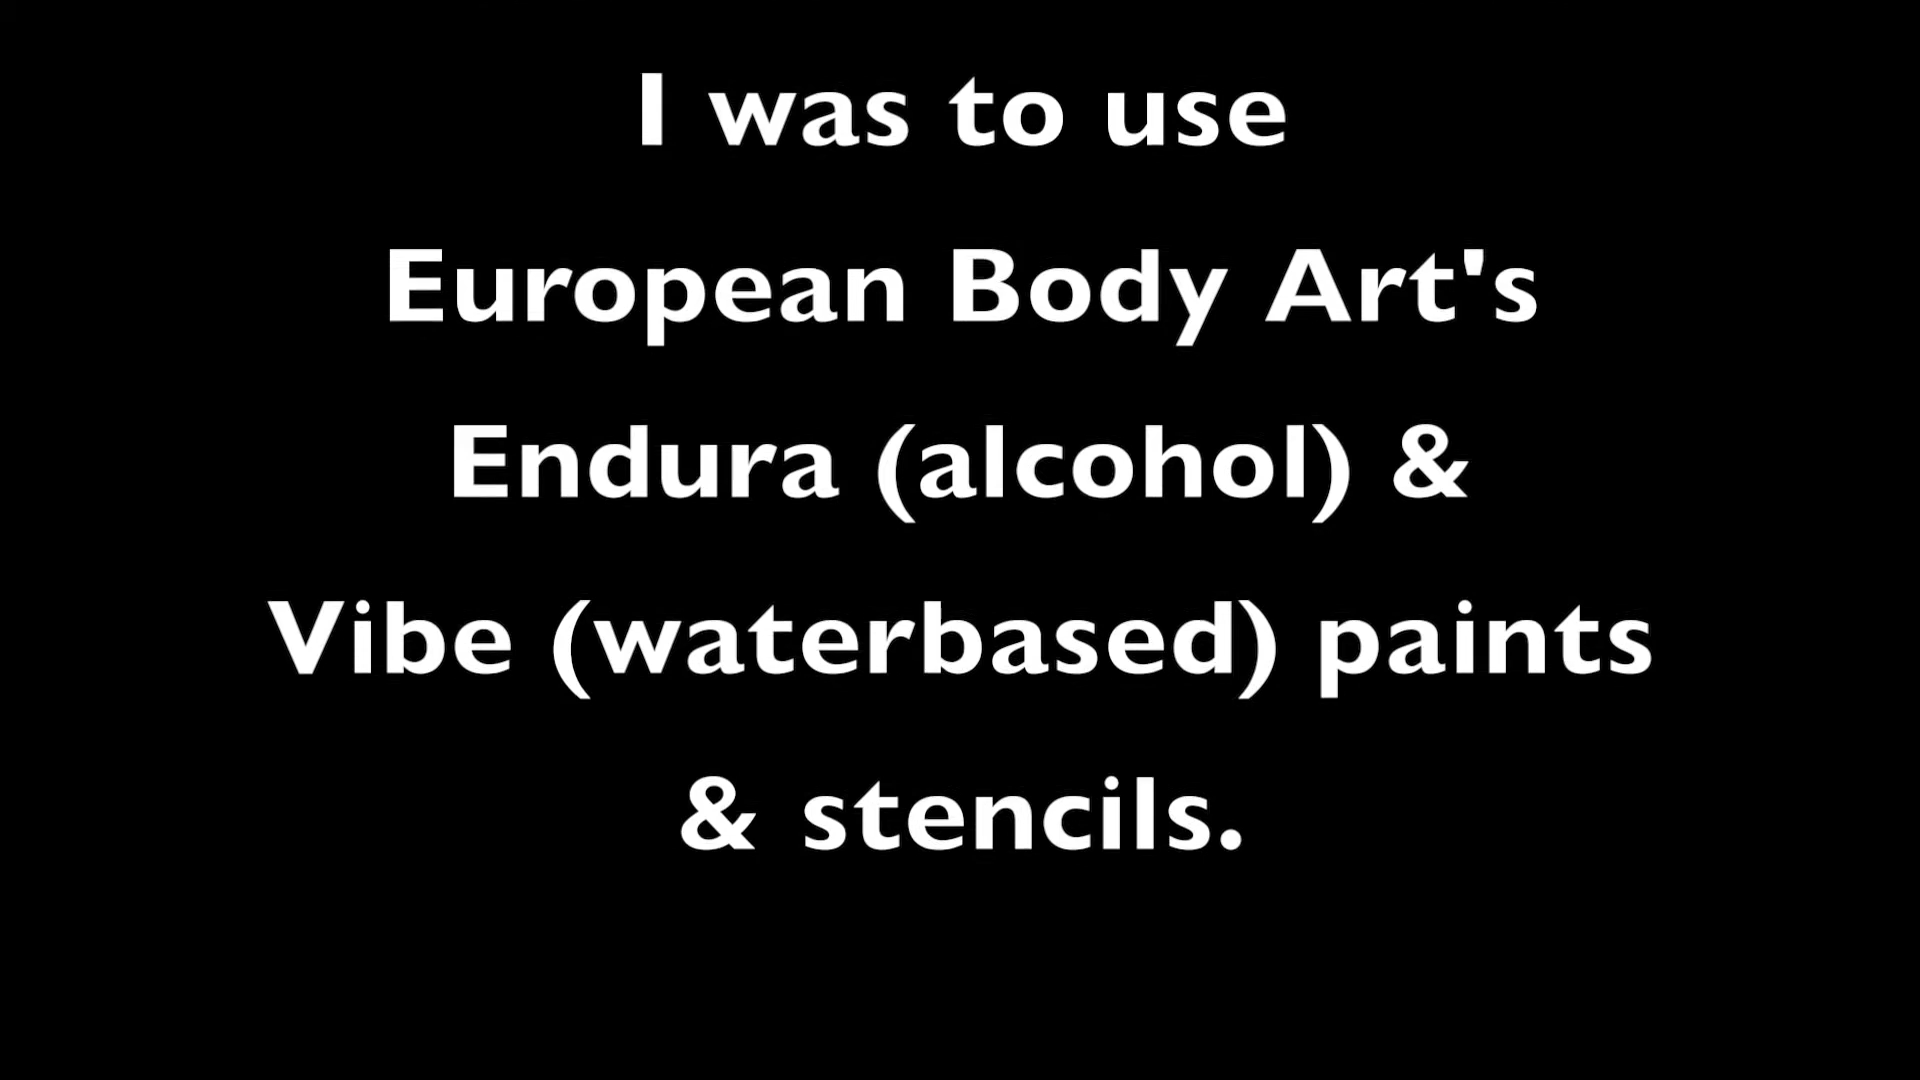 I was to use
European Body Art's
Endura (alcohol) &
Vibe (waterbased) paints
& stencils.